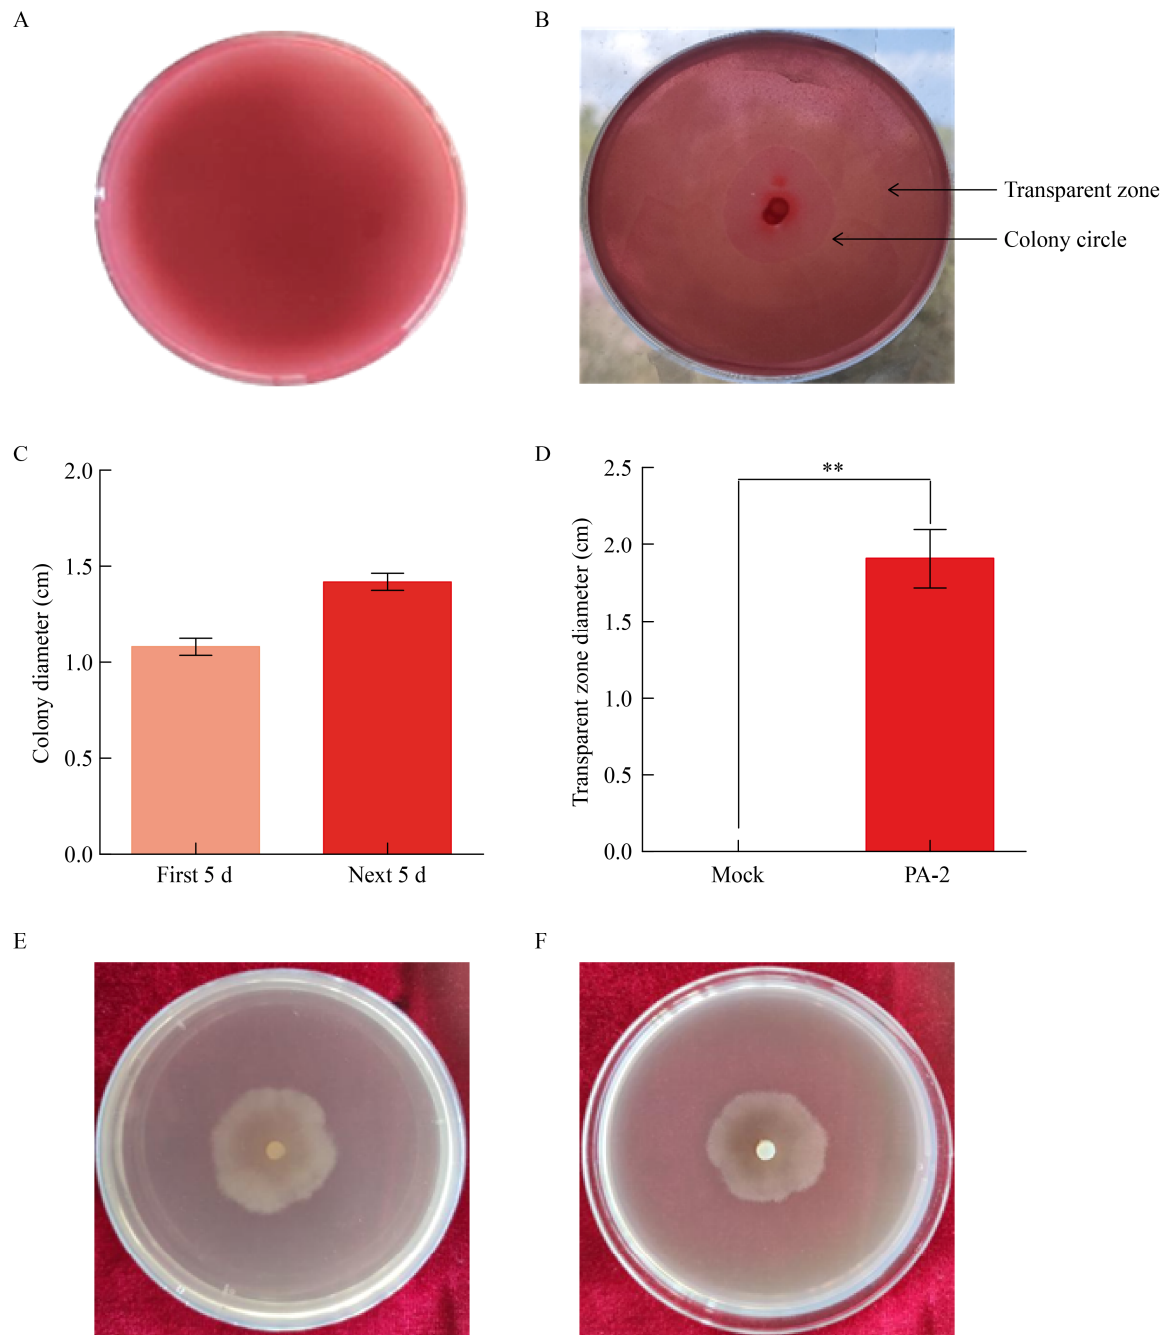 A
B
Transparent zone
Colony circle
C
D
2.0
1.5
1.0
0.5
0.0
Colony diameter (cm)
First 5 d
Next 5 d
2.5
2.0
1.5
1.0
0.5
0.0
Transparent zone diameter (cm)
**
Mock
PA-2
E
F